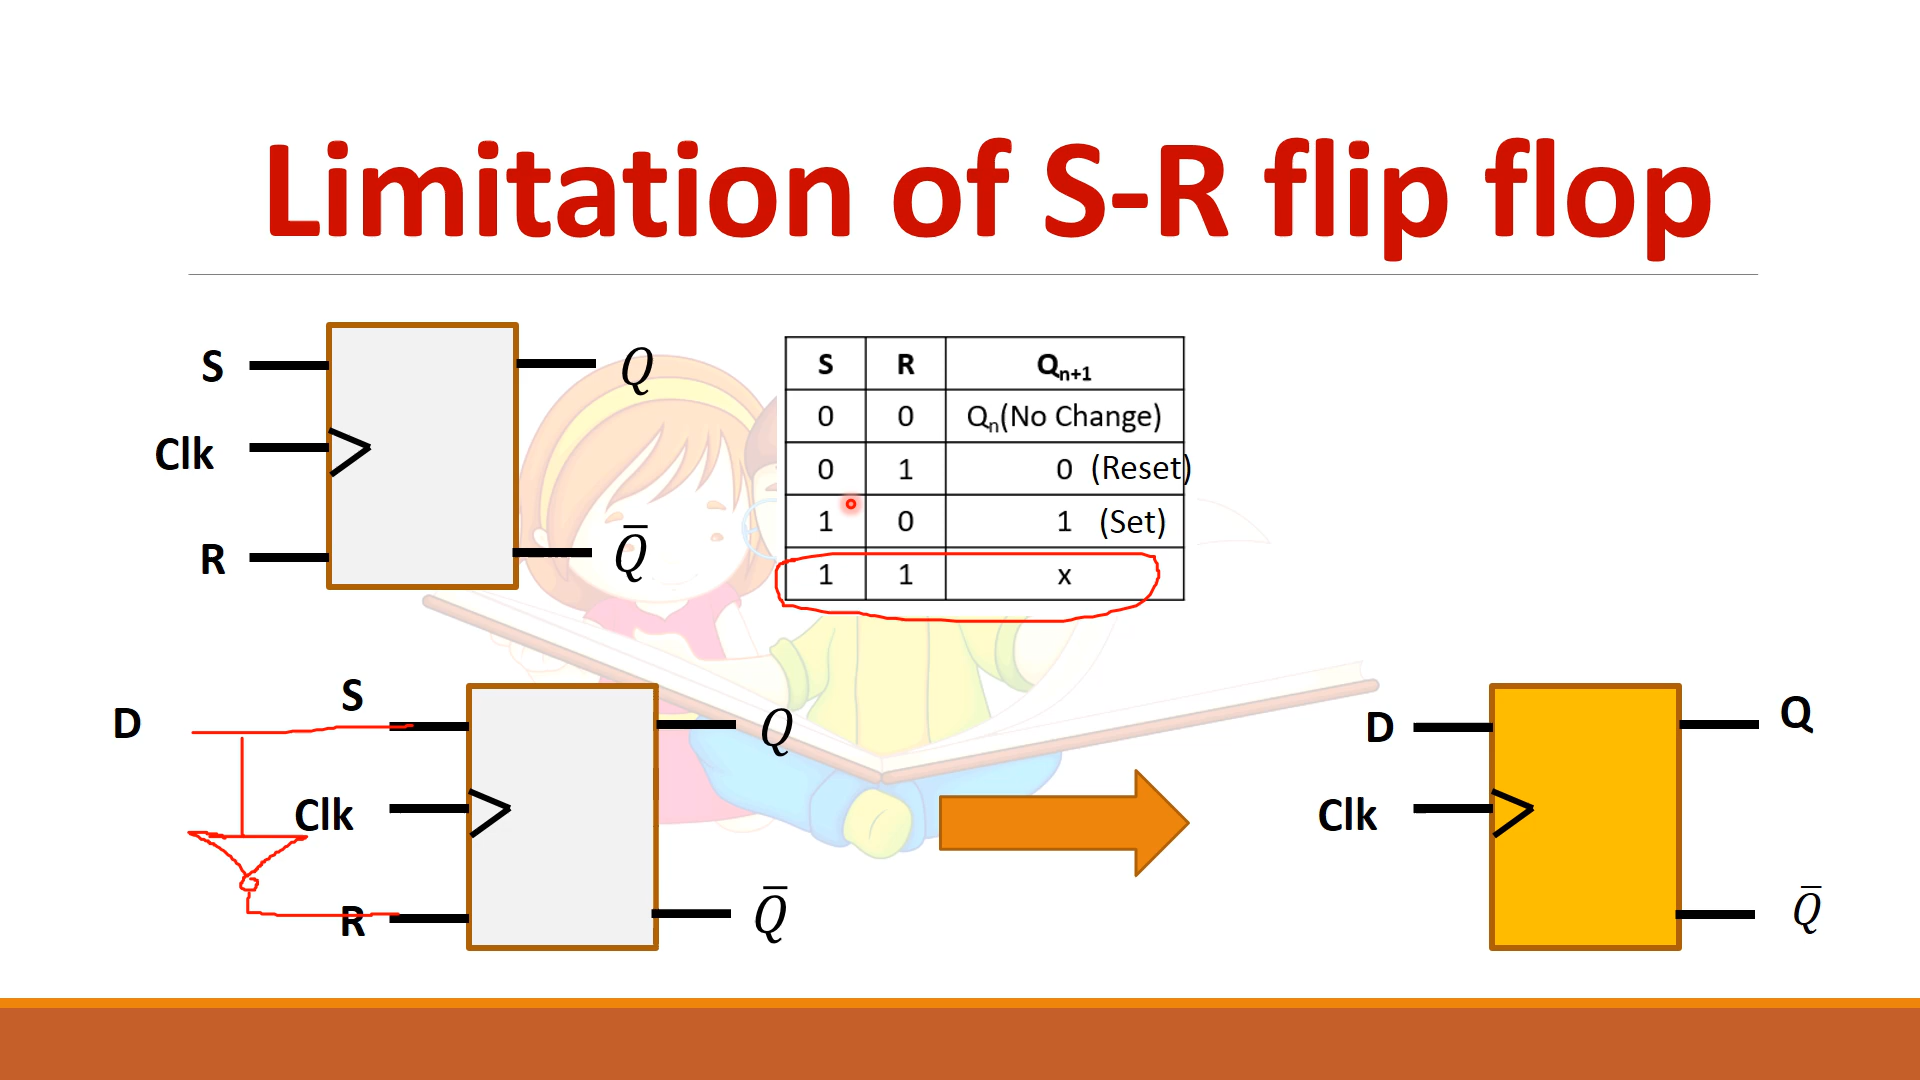 Limitation of S-R flip flop
S
Clk
R
Q
Q̅
S R Qn+1
0 0 Qn(No Change)
0 1 0 (Reset)
1 0 1 (Set)
1 1 x
D
S
Clk
R
Q
Q̅
D
Clk
Q
Q̅